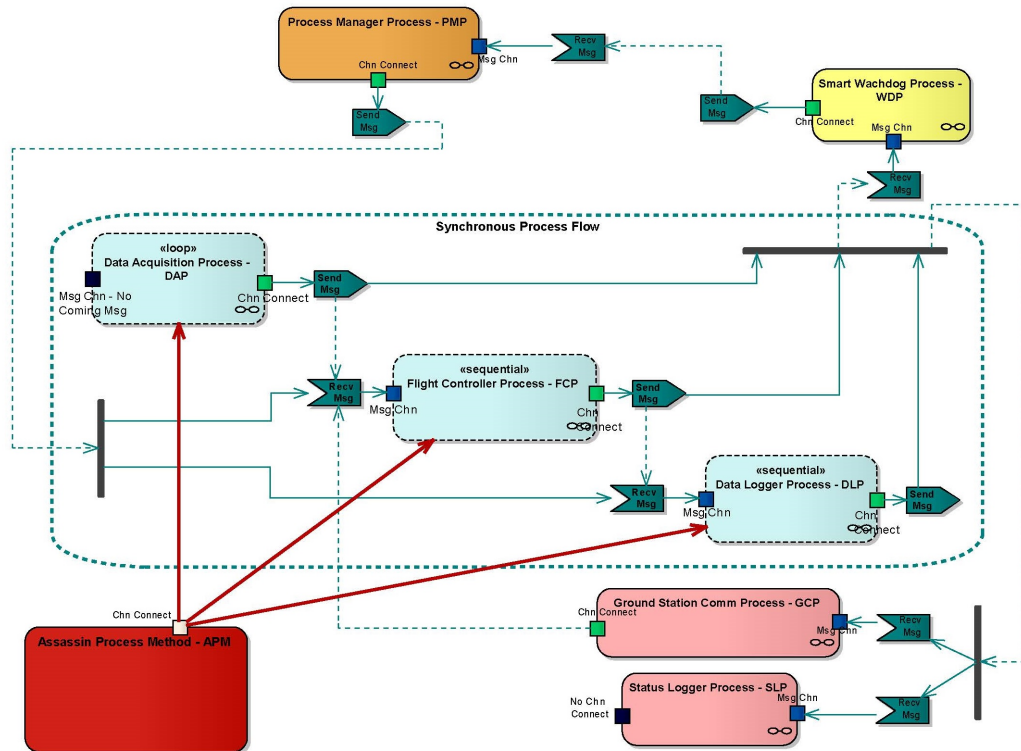 Process Manager Process - PMP
Chn Connect
Msg Chn
Recv
Msg
Send
Msg
Send
Msg
Smart Wachdog Process -
WDP
Chn Connect
Msg Chn
Recv
Msg
Synchronous Process Flow
«loop»
Data Acquisition Process -
DAP
Msg Chn - No
Coming Msg
Chn Connect
Send
Msg
«sequential»
Flight Controller Process - FCP
Recv
Msg
Msg Chn
Chn
Connect
Send
Msg
«sequential»
Data Logger Process - DLP
Recv
Msg
Msg Chn
Chn
Connect
Send
Msg
Chn Connect
Assassin Process Method - APM
Ground Station Comm Process - GCP
Chn Connect
Msg Chn
Recv
Msg
Status Logger Process - SLP
No Chn
Connect
Msg Chn
Recv
Msg